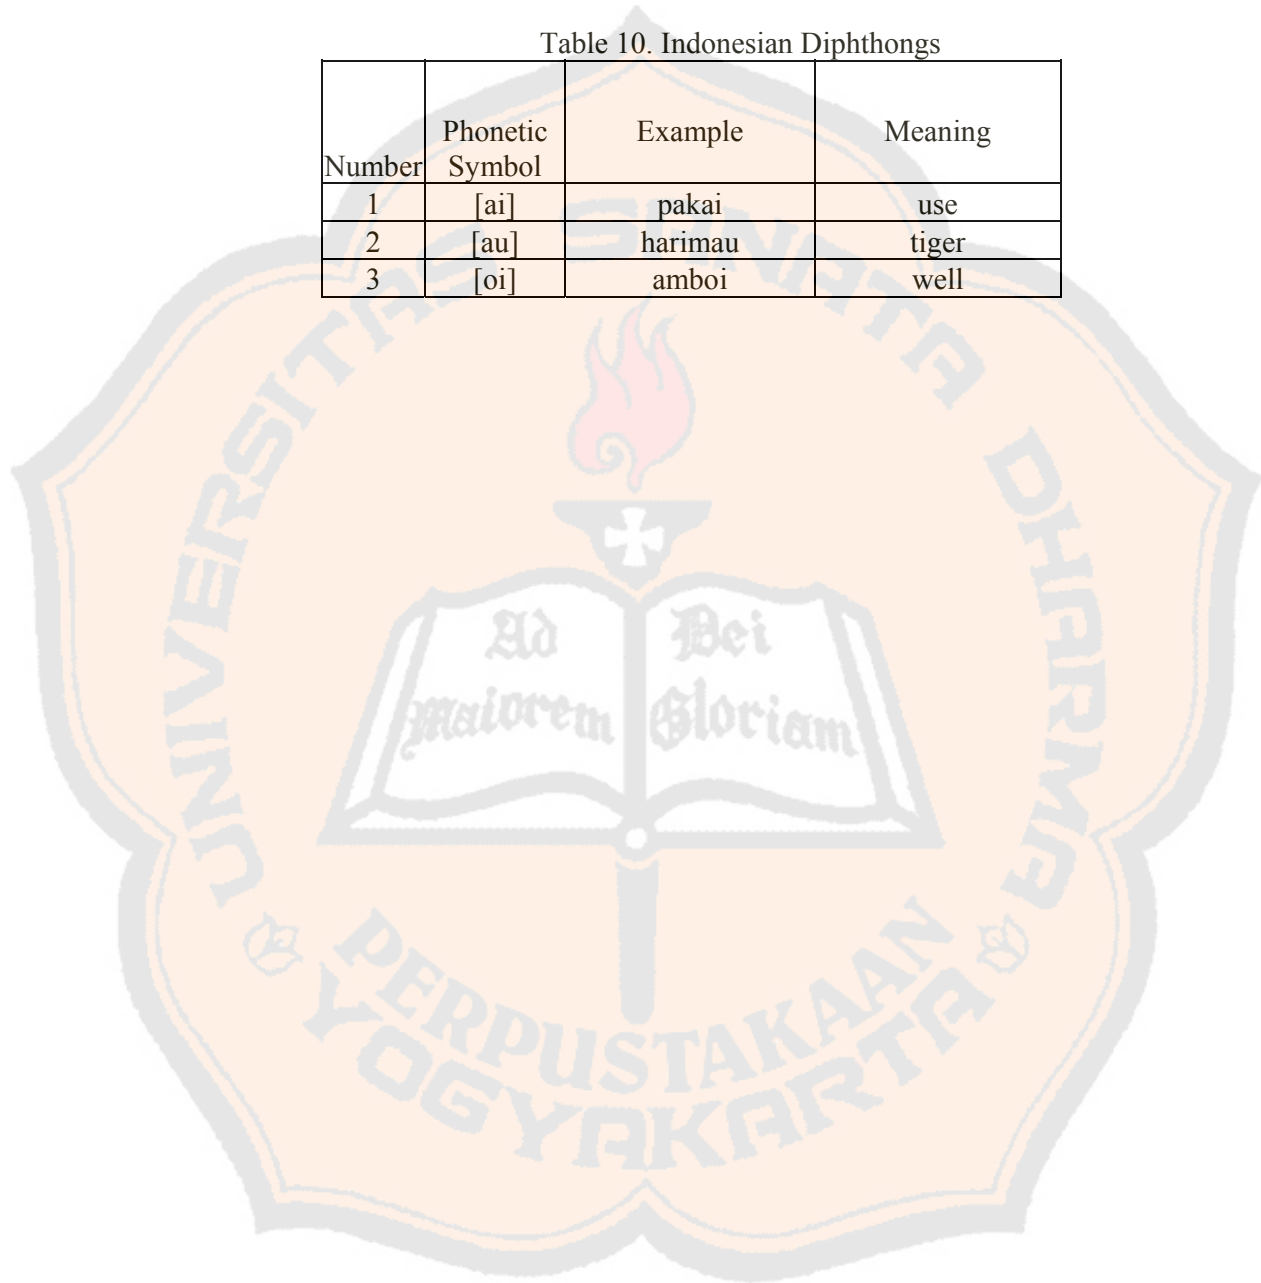 Table 10. Indonesian Diphthongs
Number Phonetic Symbol Example Meaning
1 [ai] pakai use
2 [au] harimau tiger
3 [oi] amboi well
UNIVERSITAS SANATA DHARMA
Ad Dei
maiorem Gloriam
PERPUSTAKAAN
YOGYAKARTA